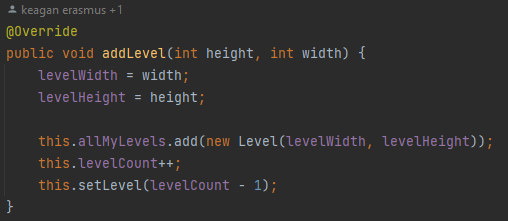 keagan erasmus +1
@Override
public void addLevel(int height, int width) {
    levelWidth = width;
    levelHeight = height;

    this.allMyLevels.add(new Level(levelWidth, levelHeight));
    this.levelCount++;
    this.setLevel(levelCount - 1);
}